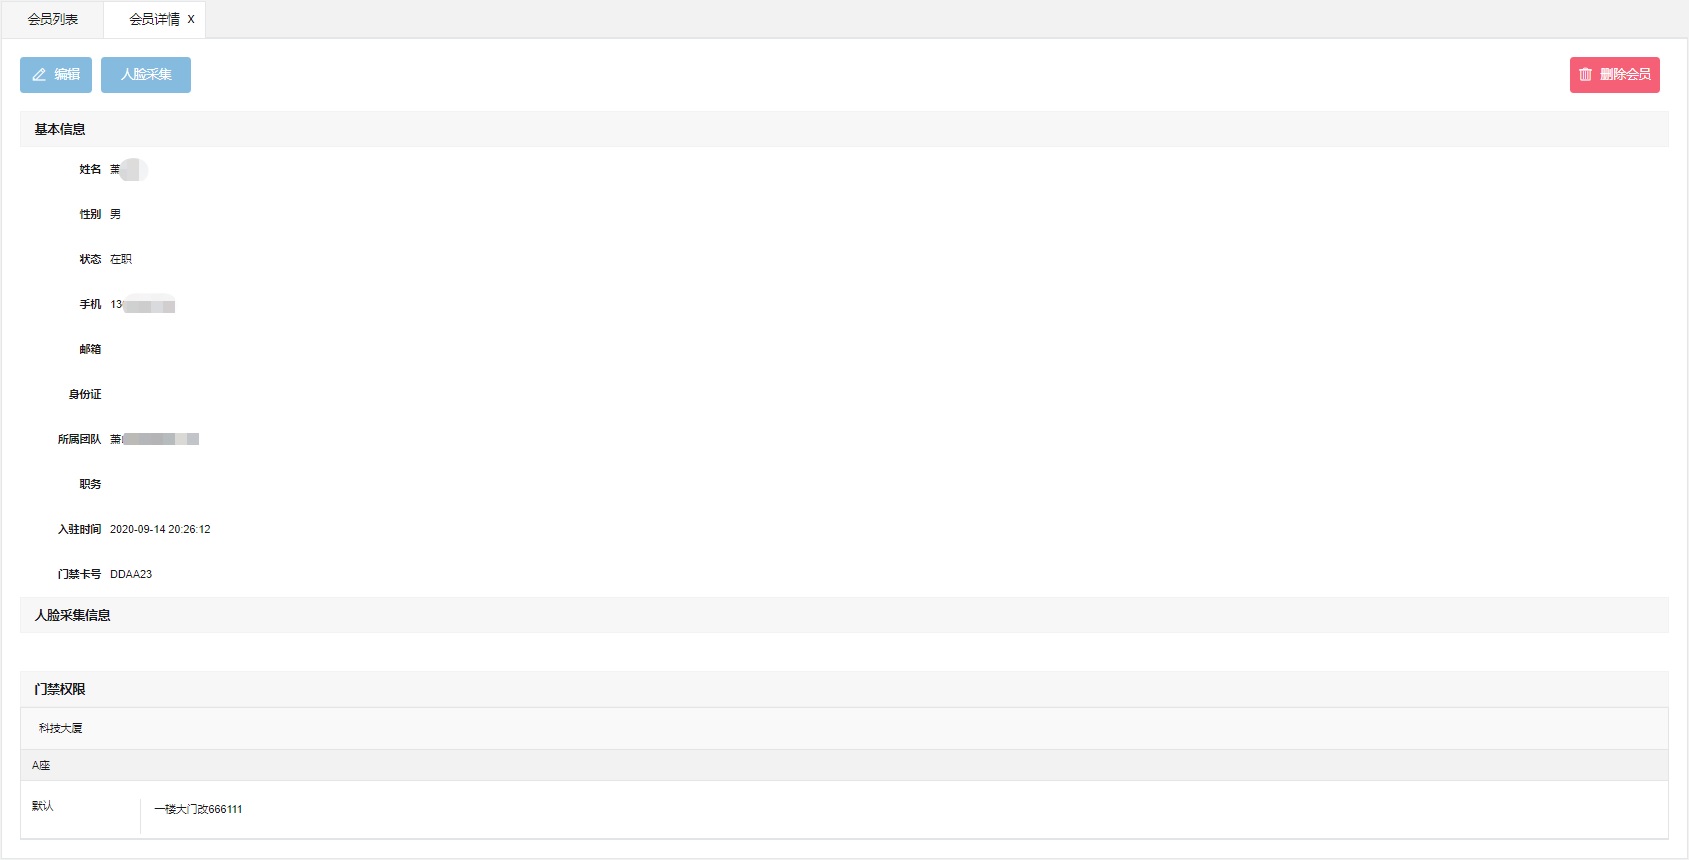 会员列表 会员详情 X
编辑 人脸采集 删除会员
基本信息
姓名 萧
性别 男
状态 在职
手机 13
邮箱
身份证
所属团队 萧
职务
入驻时间 2020-09-14 20:26:12
门禁卡号 DDAA23
人脸采集信息
门禁权限
科技大厦
A座
默认 一楼大门改666111